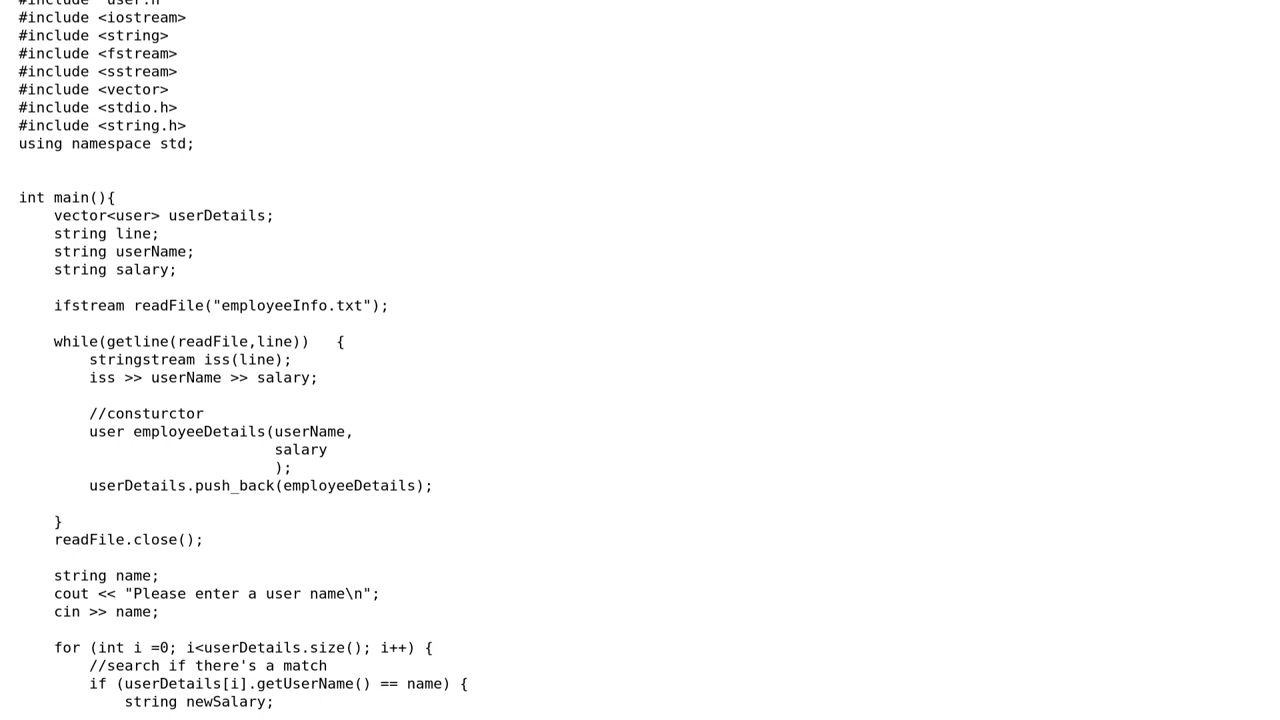 #include "user.h"
#include <iostream>
#include <string>
#include <fstream>
#include <sstream>
#include <vector>
#include <stdio.h>
#include <string.h>
using namespace std;
int main(){
vector<user> userDetails;
string line;
string userName;
string salary;
ifstream readFile("employeeInfo.txt");
while(getline(readFile,line))   {
stringstream iss(line);
iss >> userName >> salary;
//consturctor
user employeeDetails(userName,
salary
);
userDetails.push_back(employeeDetails);
}
readFile.close();
string name;
cout << "Please enter a user name\n";
cin >> name;
for (int i =0; i<userDetails.size(); i++) {
//search if there's a match
if (userDetails[i].getUserName() == name) {
string newSalary;